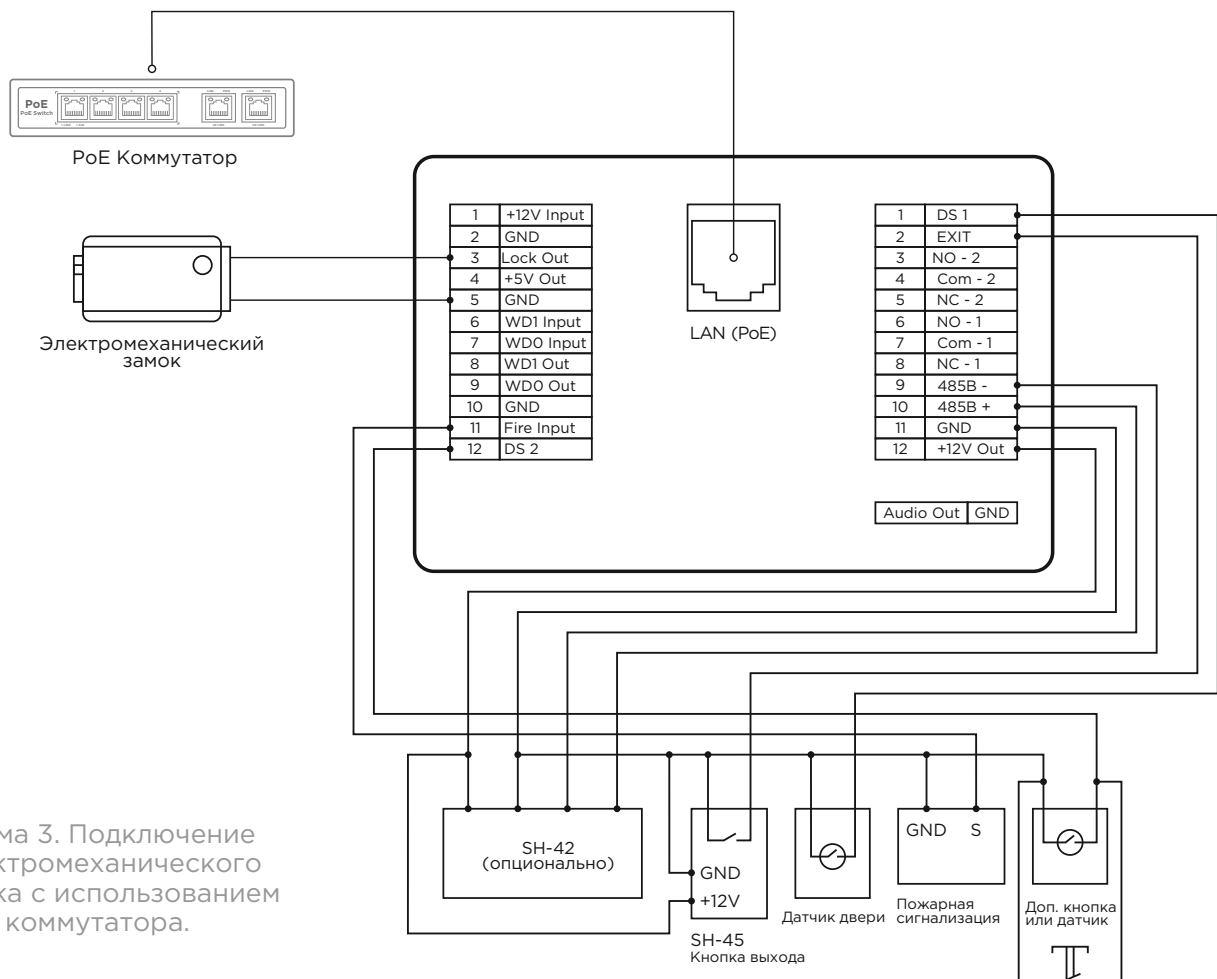 PoE
PoE Switch
PoE Коммутатор
Электромеханический
замок
1 +12V Input
2 GND
3 Lock Out
4 +5V Out
5 GND
6 WD1 Input
7 WD0 Input
8 WD1 Out
9 WD0 Out
10 GND
11 Fire Input
12 DS 2
LAN (PoE)
1 DS 1
2 EXIT
3 NO - 2
4 Com - 2
5 NC - 2
6 NO - 1
7 Com - 1
8 NC - 1
9 485B -
10 485B +
11 GND
12 +12V Out
Audio Out GND
ма 3. Подключение
ктромеханического
ка с использованием
коммутатора.
SH-42
(опционально)
GND
+12V
SH-45
Кнопка выхода
Датчик двери
GND S
Пожарная
сигнализация
Доп. кнопка
или датчик